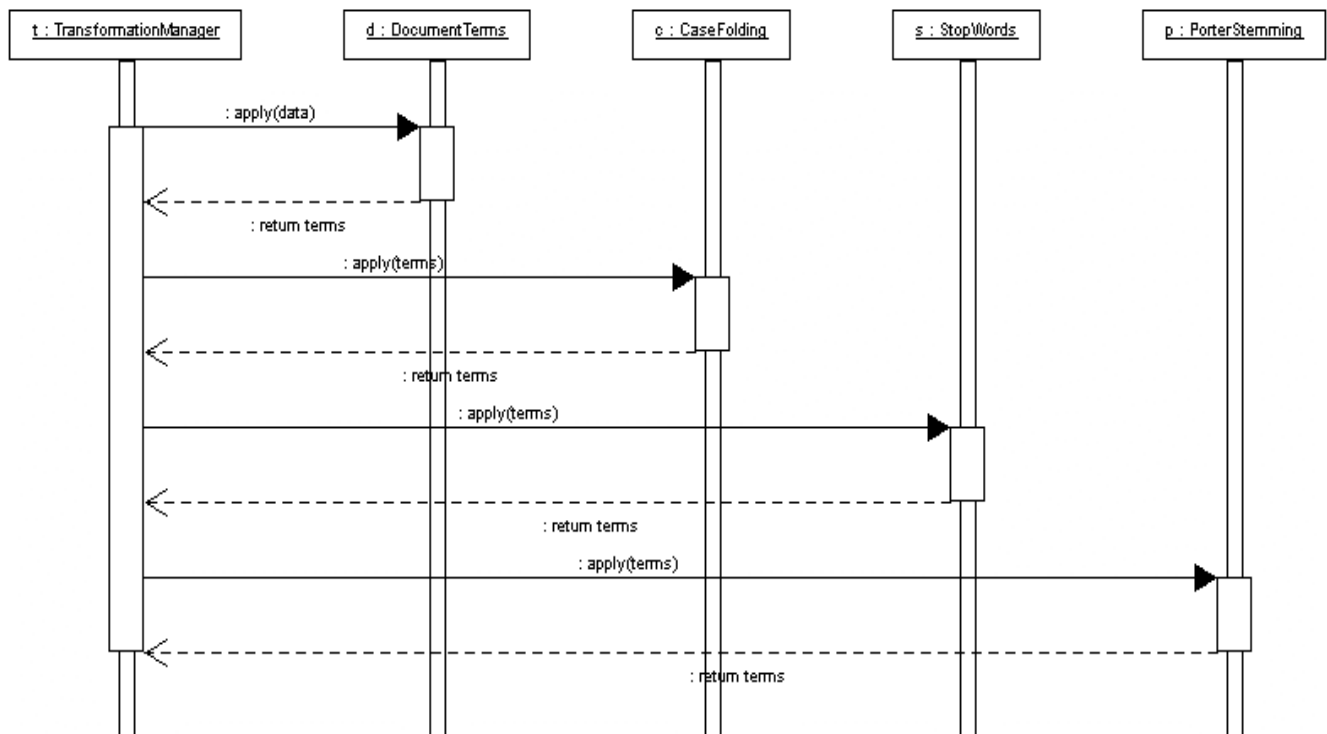 t : TransformationManager
d : DocumentTerms
c : CaseFolding
s : StopWords
p : PorterStemming
: apply(data)
: return terms
: apply(terms)
: return terms
: apply(terms)
: return terms
: apply(terms)
: return terms